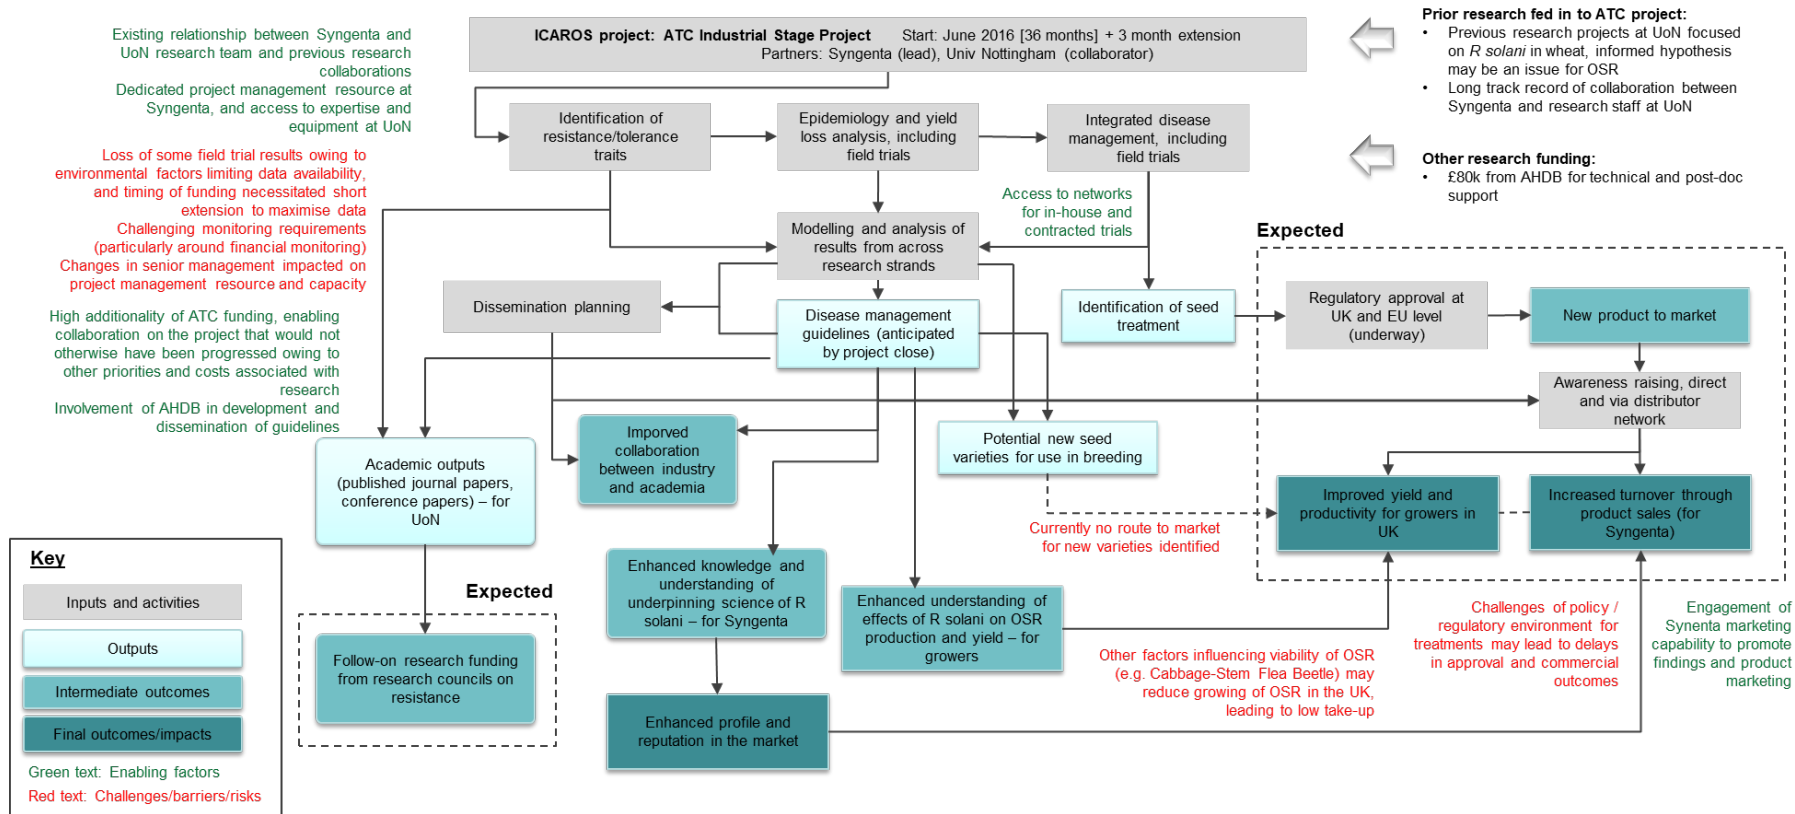 ICAROS project: ATC Industrial Stage Project Start: June 2016 [36 months] + 3 month extension
Partners: Syngenta (lead), Univ Nottingham (collaborator)
Prior research fed in to ATC project:
• Previous research projects at UoN focused
on R solani in wheat, informed hypothesis
may be an issue for OSR
• Long track record of collaboration between
Syngenta and research staff at UoN
Other research funding:
• £80k from AHDB for technical and post-doc
support
Existing relationship between Syngenta and
UoN research team and previous research
collaborations
Dedicated project management resource at
Syngenta, and access to expertise and
equipment at UoN
Loss of some field trial results owing to
environmental factors limiting data availability,
and timing of funding necessitated short
extension to maximise data
Challenging monitoring requirements
(particularly around financial monitoring)
Changes in senior management impacted on
project management resource and capacity
High additionality of ATC funding, enabling
collaboration on the project that would not
otherwise have been progressed owing to
other priorities and costs associated with
research
Involvement of AHDB in development and
dissemination of guidelines
Identification of
resistance/tolerance
traits
Epidemiology and yield
loss analysis, including
field trials
Integrated disease
management, including
field trials
Access to networks
for in-house and
contracted trials
Modelling and analysis of
results from across
research strands
Dissemination planning
Disease management
guidelines (anticipated
by project close)
Identification of seed
treatment
Expected
Regulatory approval at
UK and EU level
(underway)
New product to market
Awareness raising, direct
and via distributor
network
Improved yield and
productivity for growers in
UK
Increased turnover through
product sales (for
Syngenta)
Academic outputs
(published journal papers,
conference papers) – for
UoN
Imporved
collaboration
between industry
and academia
Potential new seed
varieties for use in breeding
Currently no route to market
for new varieties identified
Enhanced knowledge and
understanding of
underpinning science of R
solani – for Syngenta
Enhanced understanding of
effects of R solani on OSR
production and yield – for
growers
Expected
Follow-on research funding
from research councils on
resistance
Enhanced profile and
reputation in the market
Other factors influencing viability of OSR
(e.g. Cabbage-Stem Flea Beetle) may
reduce growing of OSR in the UK,
leading to low take-up
Challenges of policy /
regulatory environment for
treatments may lead to delays
in approval and commercial
outcomes
Engagement of
Synenta marketing
capability to promote
findings and product
marketing
Key
Inputs and activities
Outputs
Intermediate outcomes
Final outcomes/impacts
Green text: Enabling factors
Red text: Challenges/barriers/risks